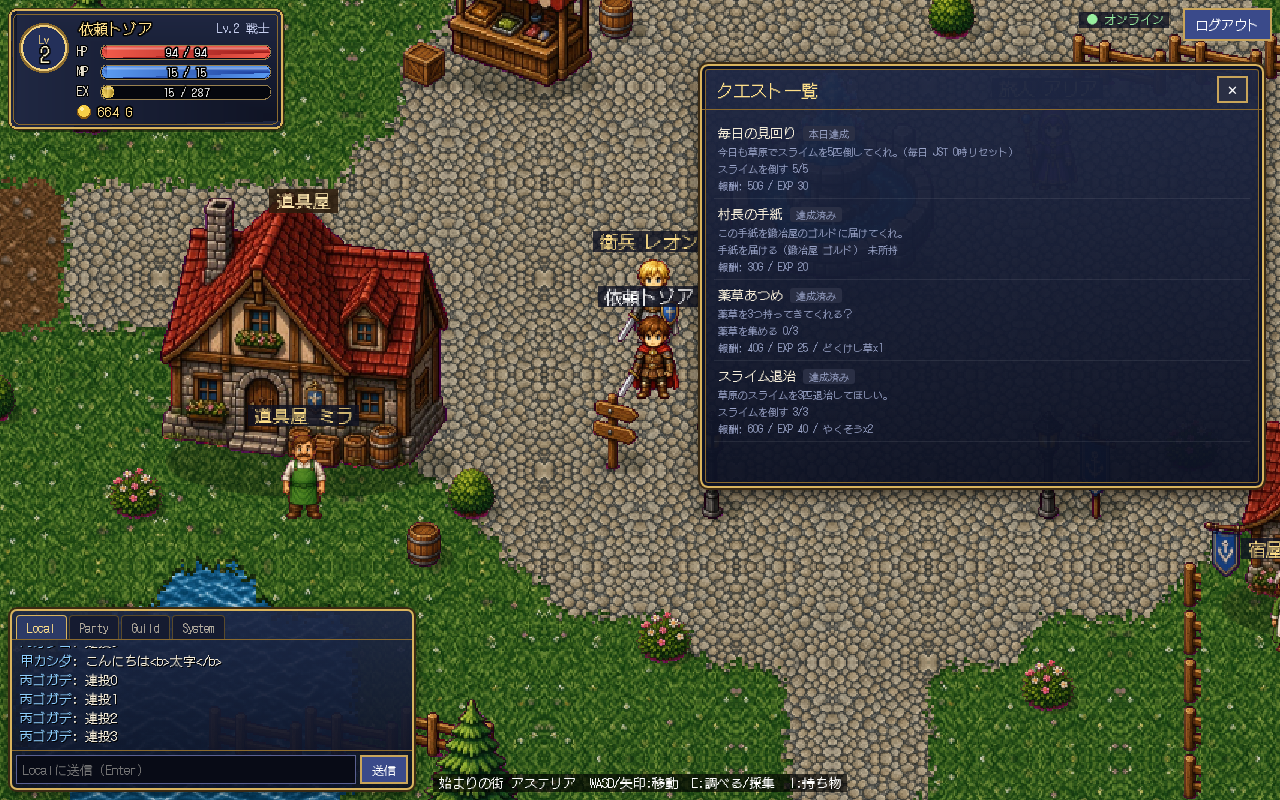 Lv
2
依頼トゾア
Lv.2 戦士
HP 94 / 94
MP 15 / 15
EX 15 / 287
664 G
オンライン
ログアウト
クエスト一覧
×
毎日の見回り 本日達成
今日も草原でスライムを5匹倒してくれ。(毎日 JST 0時リセット)
スライムを倒す 5/5
報酬: 50G / EXP 30
村長の手紙 達成済み
この手紙を鍛冶屋のゴルドに届けてくれ。
手紙を届ける(鍛冶屋 ゴルド) 未所持
報酬: 30G / EXP 20
薬草あつめ 達成済み
薬草を3つ持ってきてくれる?
薬草を集める 0/3
報酬: 40G / EXP 25 / どくけし草x1
スライム退治 達成済み
草原のスライムを3匹退治してほしい。
スライムを倒す 3/3
報酬: 60G / EXP 40 / やくそうx2
道具屋
衛兵 レオン
依頼トゾア
道具屋 ミラ
宿屋
Local Party Guild System
甲カシダ: こんにちは<b>太字</b>
丙ゴガデ: 連投0
丙ゴガデ: 連投1
丙ゴガデ: 連投2
丙ゴガデ: 連投3
Localに送信 (Enter)
送信
始まりの街 アステリア WASD/矢印:移動 E:調べる/採集 I:持ち物